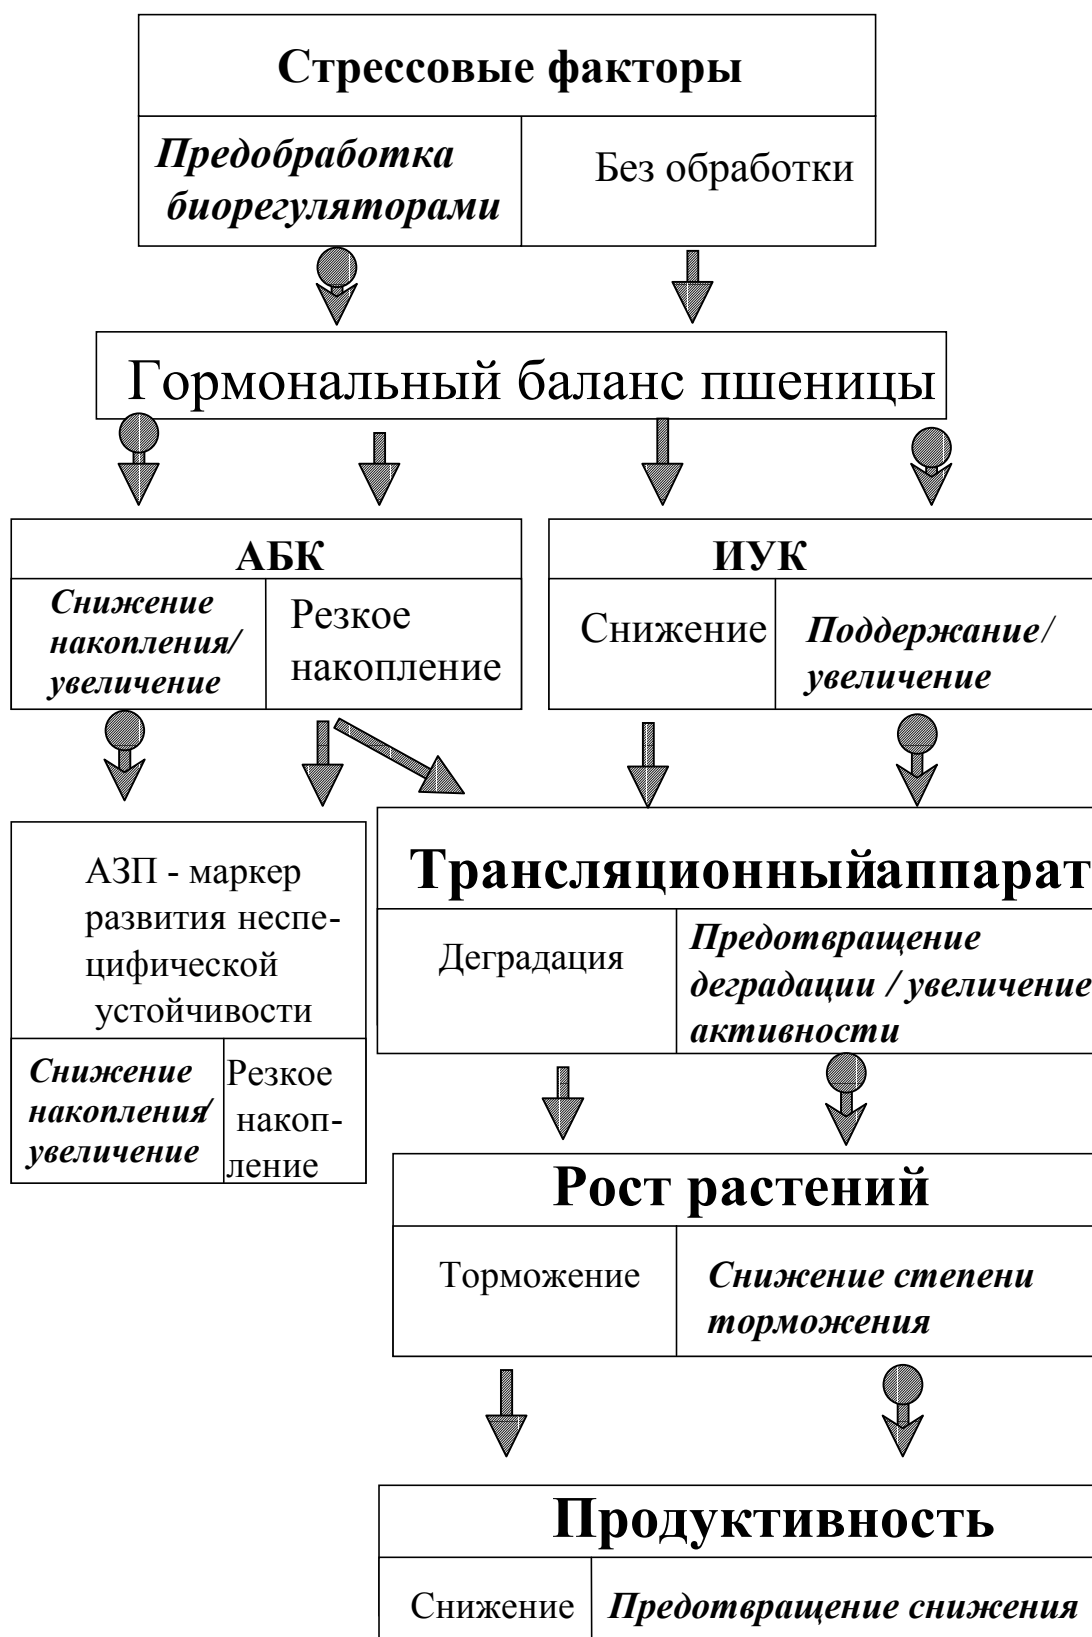 Стрессовые факторы
Предобработка
биорегуляторами
Без обработки
Гормональный баланс пшеницы
АБК
Снижение
накопления/
увеличение
Резкое
накопление
ИУК
Снижение
Поддержание/
увеличение
АЗП - маркер
развития неспе-
цифической
устойчивости
Снижение
накопления/
увеличение
Резкое
накоп-
ление
Трансляционныйаппарат
Деградация
Предотвращение
деградации / увеличение
активности
Рост растений
Торможение
Снижение степени
торможения
Продуктивность
Снижение
Предотвращение снижения